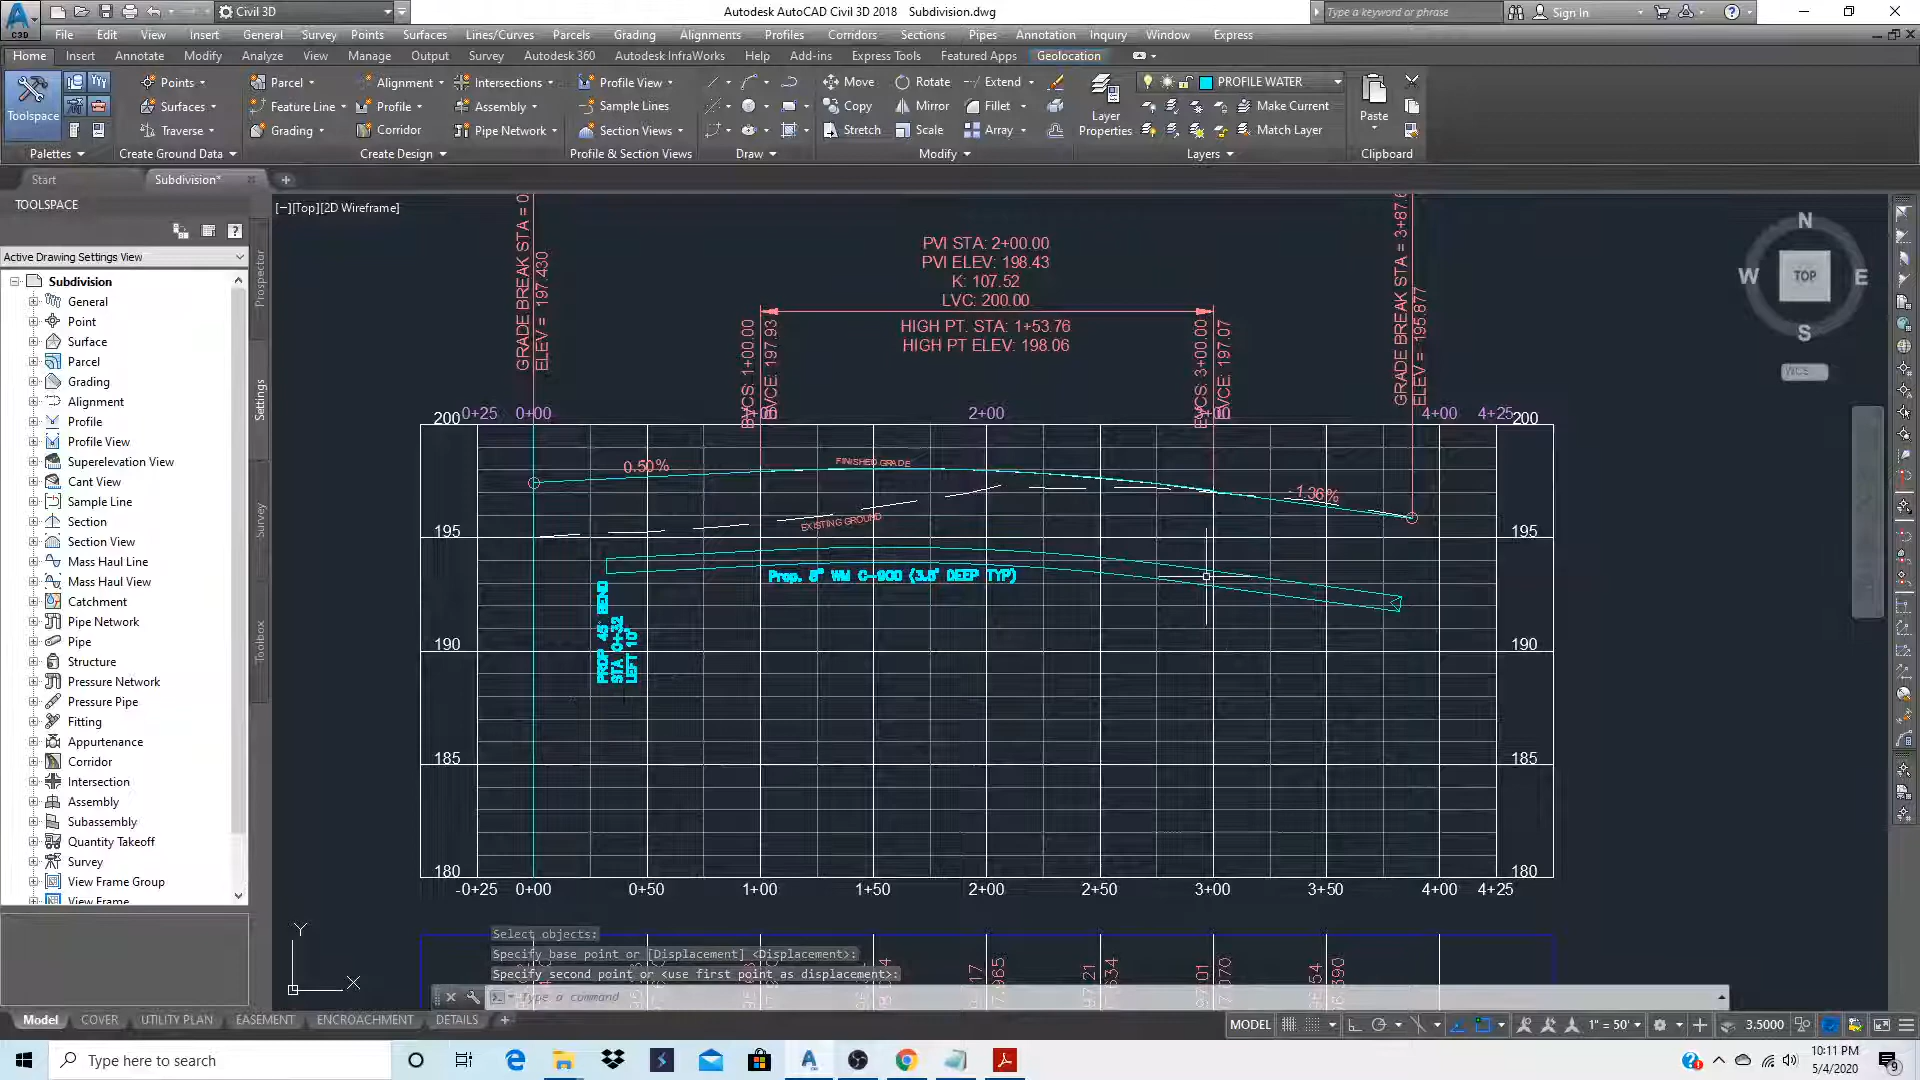 Civil 3D
Autodesk AutoCAD Civil 3D 2018 Subdivision.dwg
Type a keyword or phrase
Sign In
File Edit View Insert General Survey Points Surfaces Lines/Curves Parcels Grading Alignments Profiles Corridors Sections Pipes Annotation Inquiry Window Express
Home Insert Annotate Modify Analyze View Manage Output Survey Autodesk 360 Autodesk InfraWorks Help Add-ins Express Tools Featured Apps Geolocation
Points Parcel Alignment Intersections Profile View Move Rotate Extend PROFILE WATER
Toolspace Surfaces Feature Line Profile Assembly Sample Lines Copy Mirror Fillet Layer Properties Make Current Paste
Traverse Grading Corridor Pipe Network Section Views Stretch Scale Array Match Layer
Palettes Create Ground Data Create Design Profile & Section Views Draw Modify Layers Clipboard
Start Subdivision*
TOOLSPACE
Active Drawing Settings View
Subdivision
General
Point
Surface
Parcel
Grading
Alignment
Profile
Profile View
Superelevation View
Cant View
Sample Line
Section
Section View
Mass Haul Line
Mass Haul View
Catchment
Pipe Network
Pipe
Structure
Pressure Network
Pressure Pipe
Fitting
Appurtenance
Corridor
Intersection
Assembly
Subassembly
Quantity Takeoff
Survey
View Frame Group
View Frame
Prospector
Settings
Survey
Toolbox
[−][Top][2D Wireframe]
GRADE BREAK STA = 0
ELEV = 197.430
PVI STA: 2+00.00
PVI ELEV: 198.43
K: 107.52
LVC: 200.00
HIGH PT. STA: 1+53.76
HIGH PT ELEV: 198.06
BVCS: 1+00.00
BVCE: 197.93
EVCS: 3+00.00
EVCE: 197.07
GRADE BREAK STA = 3+87.6
ELEV = 195.877
N
W TOP E
S
WCS
200 0+25 0+00 2+00 4+00 4+25 200
0.50%
FINISHED GRADE
-1.36%
EXISTING GROUND
195 195
Prop. 8" WM C-900 (3.5' DEEP TYP)
PROP 45° BEND
STA 0+32
LEFT 10'
190 190
185 185
180 180
-0+25 0+00 0+50 1+00 1+50 2+00 2+50 3+00 3+50 4+00 4+25
Select objects:
Specify base point or [Displacement] <Displacement>:
Specify second point or <use first point as displacement>:
Type a command
Y
X
Model COVER UTILITY PLAN EASEMENT ENCROACHMENT DETAILS
MODEL 1" = 50' 3.5000
Type here to search
10:11 PM
5/4/2020